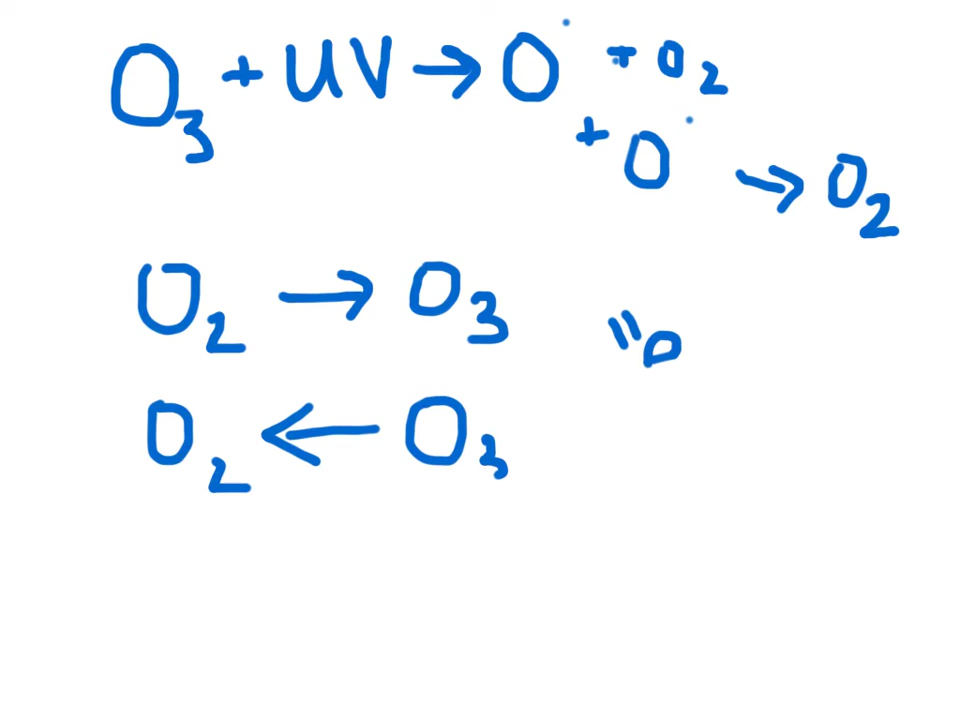 O₃ + UV → O˙ + O₂
+ O˙ → O₂
O₂ → O₃
"O
O₂ ← O₃